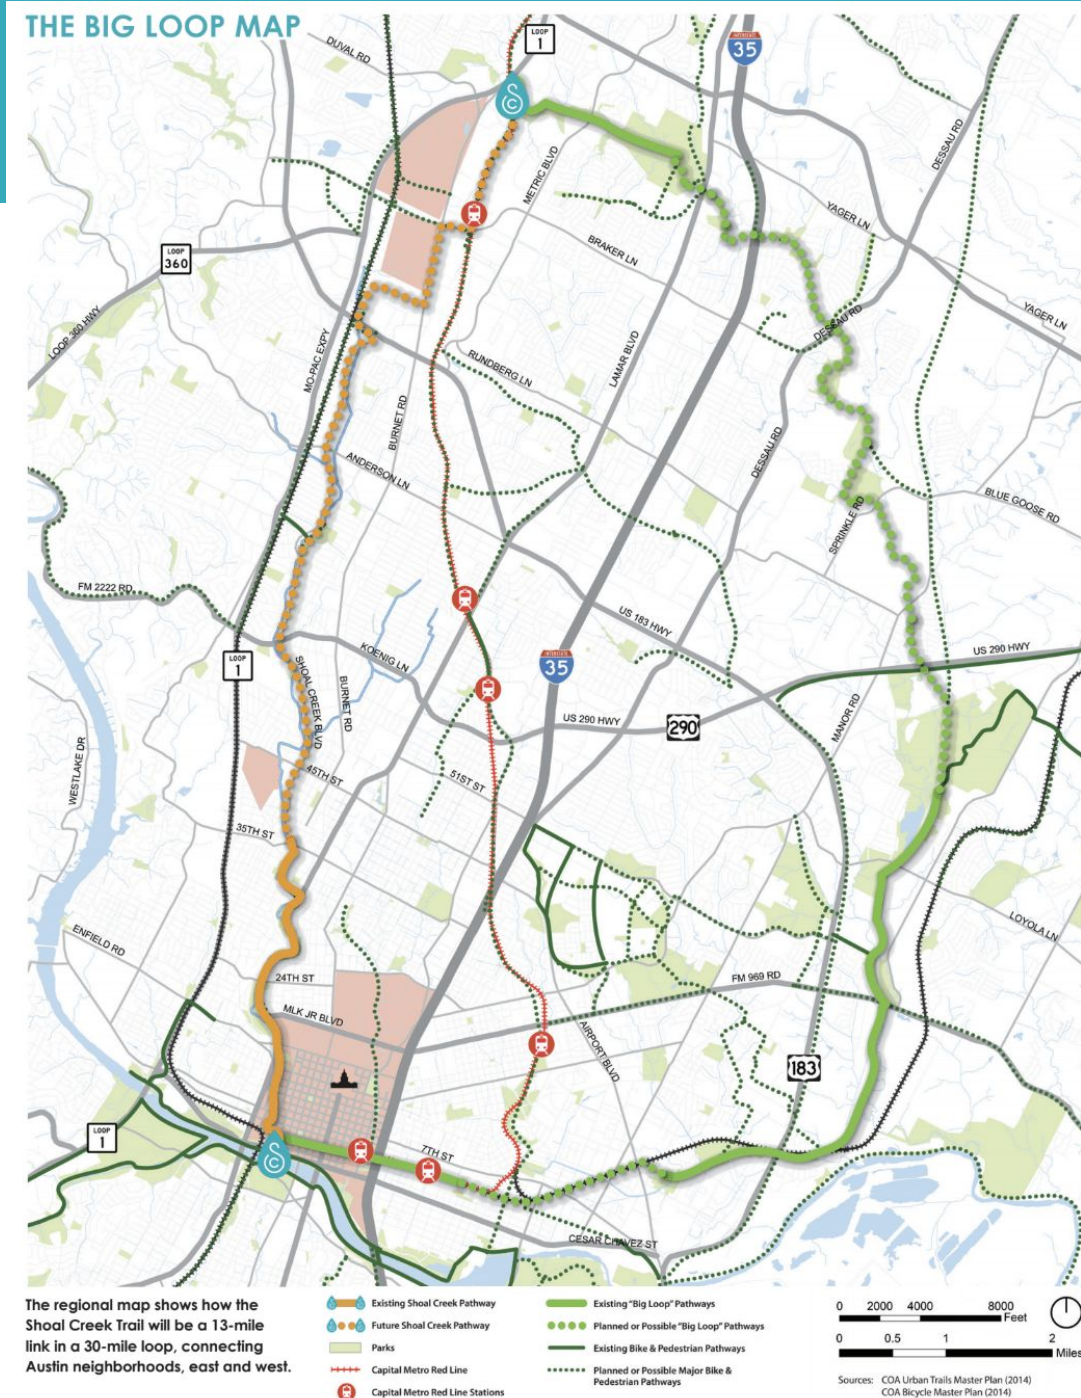 THE BIG LOOP MAP
LOOP
1
INTERSTATE
35
DUVAL RD
DESSAU RD
METRIC BLVD
YAGER LN
BRAKER LN
LOOP
360
LOOP 360 HWY
YAGER LN
DESSAU RD
MO-PAC EXPY
LAMAR BLVD
RUNDBERG LN
BURNET RD
DESSAU RD
ANDERSON LN
BLUE GOOSE RD
SPRINKLE RD
FM 2222 RD
US 183 HWY
KOENIG LN
US 290 HWY
LOOP
1
INTERSTATE
35
SHOAL CREEK BLVD
BURNET RD
MANOR RD
US 290 HWY
290
WESTLAKE DR
45TH ST
51ST ST
35TH ST
LOYOLA LN
ENFIELD RD
24TH ST
FM 969 RD
MLK JR BLVD
AIRPORT BLVD
183
LOOP
1
7TH ST
CESAR CHAVEZ ST
The regional map shows how the
Shoal Creek Trail will be a 13-mile
link in a 30-mile loop, connecting
Austin neighborhoods, east and west.
Existing Shoal Creek Pathway
Future Shoal Creek Pathway
Parks
Capital Metro Red Line
Capital Metro Red Line Stations
Existing "Big Loop" Pathways
Planned or Possible "Big Loop" Pathways
Existing Bike & Pedestrian Pathways
Planned or Possible Major Bike &
Pedestrian Pathways
0 2000 4000 8000
Feet
0 0.5 1 2
Miles
Sources: COA Urban Trails Master Plan (2014)
COA Bicycle Master Plan (2014)